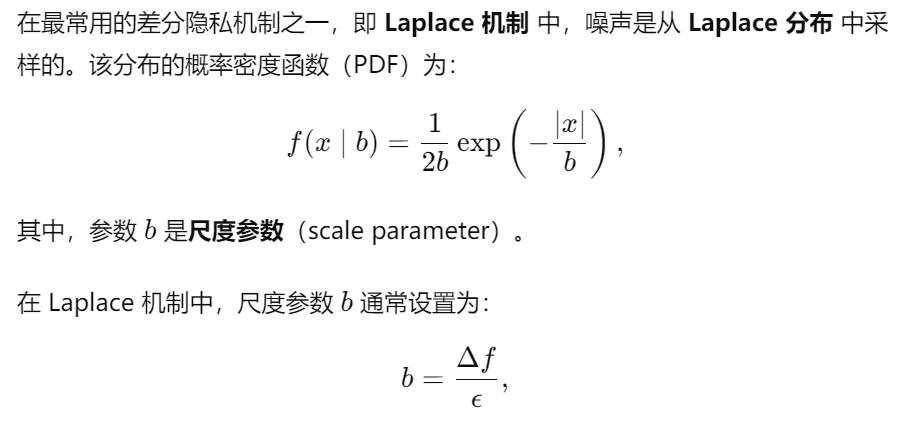 在最常用的差分隐私机制之一，即 Laplace 机制 中，噪声是从 Laplace 分布 中采
样的。该分布的概率密度函数（PDF）为：
f(x | b) = \frac{1}{2b} \exp\left(-\frac{|x|}{b}\right),
其中，参数 b 是尺度参数（scale parameter）。
在 Laplace 机制中，尺度参数 b 通常设置为：
b = \frac{\Delta f}{\epsilon},